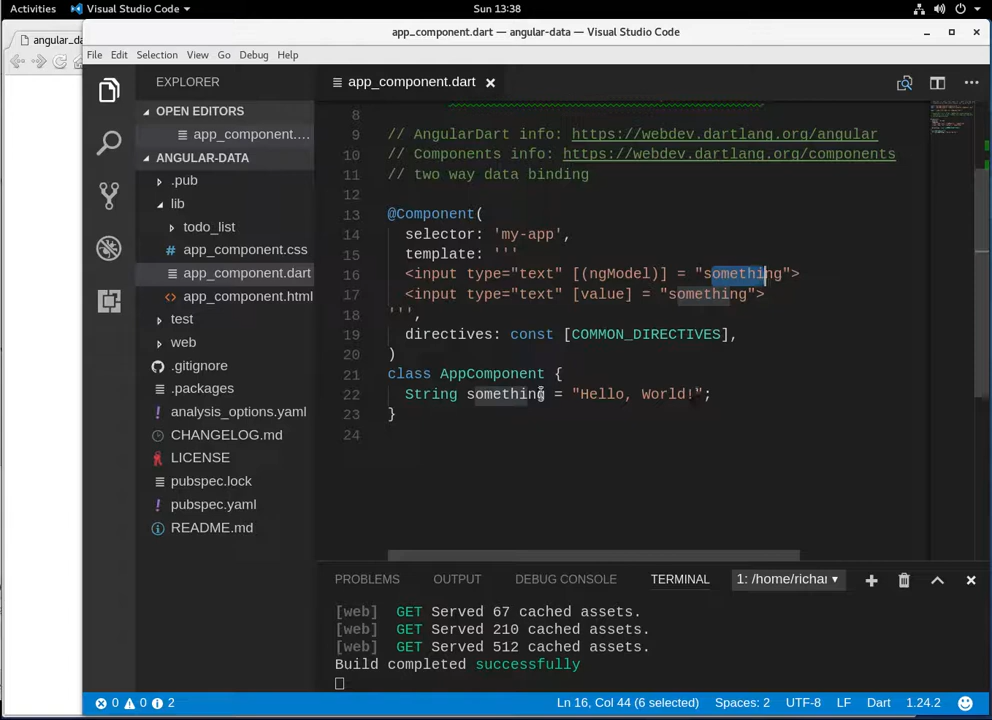 Activities Visual Studio Code ▾ Sun 13:38
angular_da
app_component.dart — angular-data — Visual Studio Code
File Edit Selection View Go Debug Help
EXPLORER
OPEN EDITORS
app_component....
ANGULAR-DATA
.pub
lib
todo_list
# app_component.css
app_component.dart
<> app_component.html
test
web
.gitignore
.packages
! analysis_options.yaml
CHANGELOG.md
LICENSE
pubspec.lock
! pubspec.yaml
README.md
app_component.dart
8
9 // AngularDart info: https://webdev.dartlang.org/angular
10 // Components info: https://webdev.dartlang.org/components
11 // two way data binding
12
13 @Component(
14 selector: 'my-app',
15 template: '''
16 <input type="text" [(ngModel)] = "something">
17 <input type="text" [value] = "something">
18 ''',
19 directives: const [COMMON_DIRECTIVES],
20 )
21 class AppComponent {
22 String something = "Hello, World!";
23 }
24
PROBLEMS OUTPUT DEBUG CONSOLE TERMINAL 1: /home/richar
[web] GET Served 67 cached assets.
[web] GET Served 210 cached assets.
[web] GET Served 512 cached assets.
Build completed successfully
0 0 2 Ln 16, Col 44 (6 selected) Spaces: 2 UTF-8 LF Dart 1.24.2